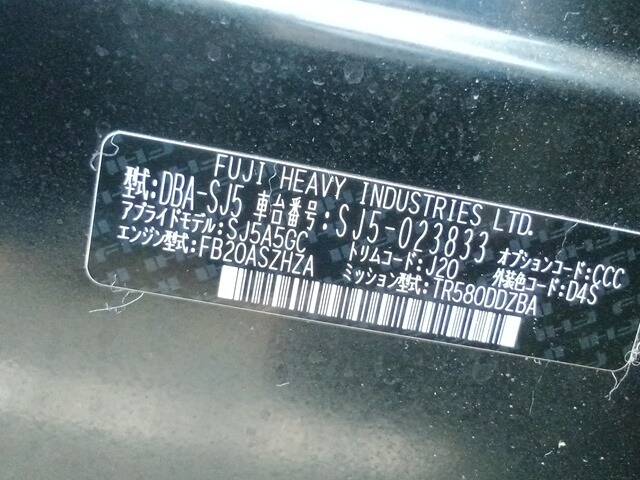 FUJI HEAVY INDUSTRIES LTD.
型式:DBA-SJ5 車台番号:SJ5-023833
アプライドモデル:SJ5A5GC トリムコード:J20 オプションコード:CCC
エンジン型式:FB20ASZHZA ミッション型式:TR580DDZBA 外装色コード:D4S